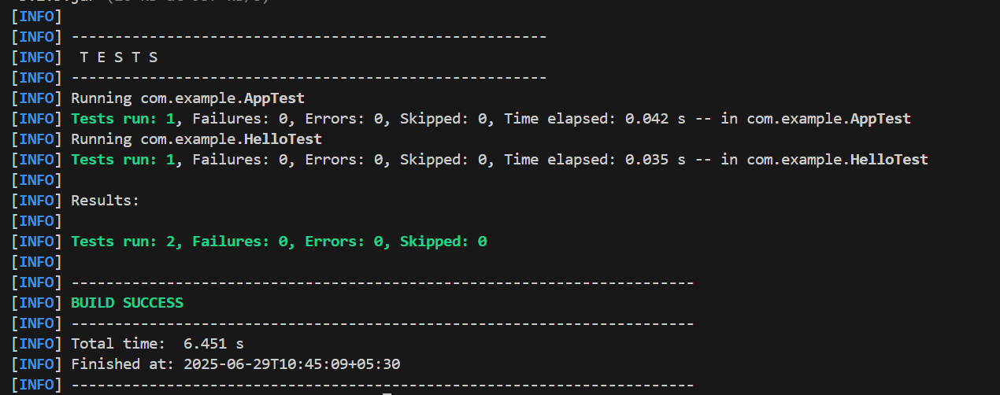 [INFO]
[INFO] -------------------------------------------------------
[INFO]  T E S T S
[INFO] -------------------------------------------------------
[INFO] Running com.example.AppTest
[INFO] Tests run: 1, Failures: 0, Errors: 0, Skipped: 0, Time elapsed: 0.042 s -- in com.example.AppTest
[INFO] Running com.example.HelloTest
[INFO] Tests run: 1, Failures: 0, Errors: 0, Skipped: 0, Time elapsed: 0.035 s -- in com.example.HelloTest
[INFO]
[INFO] Results:
[INFO]
[INFO] Tests run: 2, Failures: 0, Errors: 0, Skipped: 0
[INFO]
[INFO] ------------------------------------------------------------------------
[INFO] BUILD SUCCESS
[INFO] ------------------------------------------------------------------------
[INFO] Total time:  6.451 s
[INFO] Finished at: 2025-06-29T10:45:09+05:30
[INFO] ------------------------------------------------------------------------